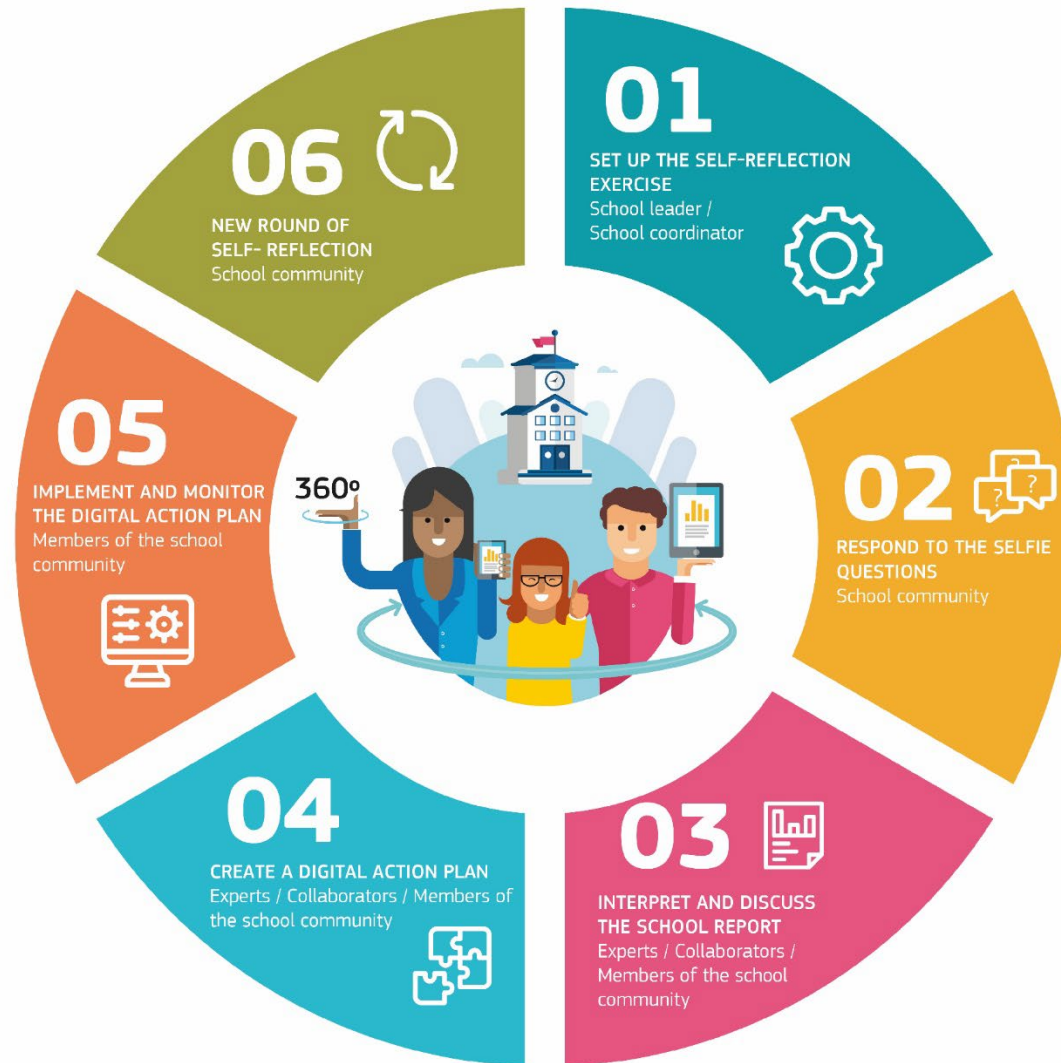 01
SET UP THE SELF-REFLECTION
EXERCISE
School leader /
School coordinator
02
? ?
RESPOND TO THE SELFIE
QUESTIONS
School community
03
INTERPRET AND DISCUSS
THE SCHOOL REPORT
Experts / Collaborators /
Members of the school
community
04
CREATE A DIGITAL ACTION PLAN
Experts / Collaborators / Members of
the school community
05
IMPLEMENT AND MONITOR
THE DIGITAL ACTION PLAN
Members of the school
community
06
NEW ROUND OF
SELF- REFLECTION
School community
360º